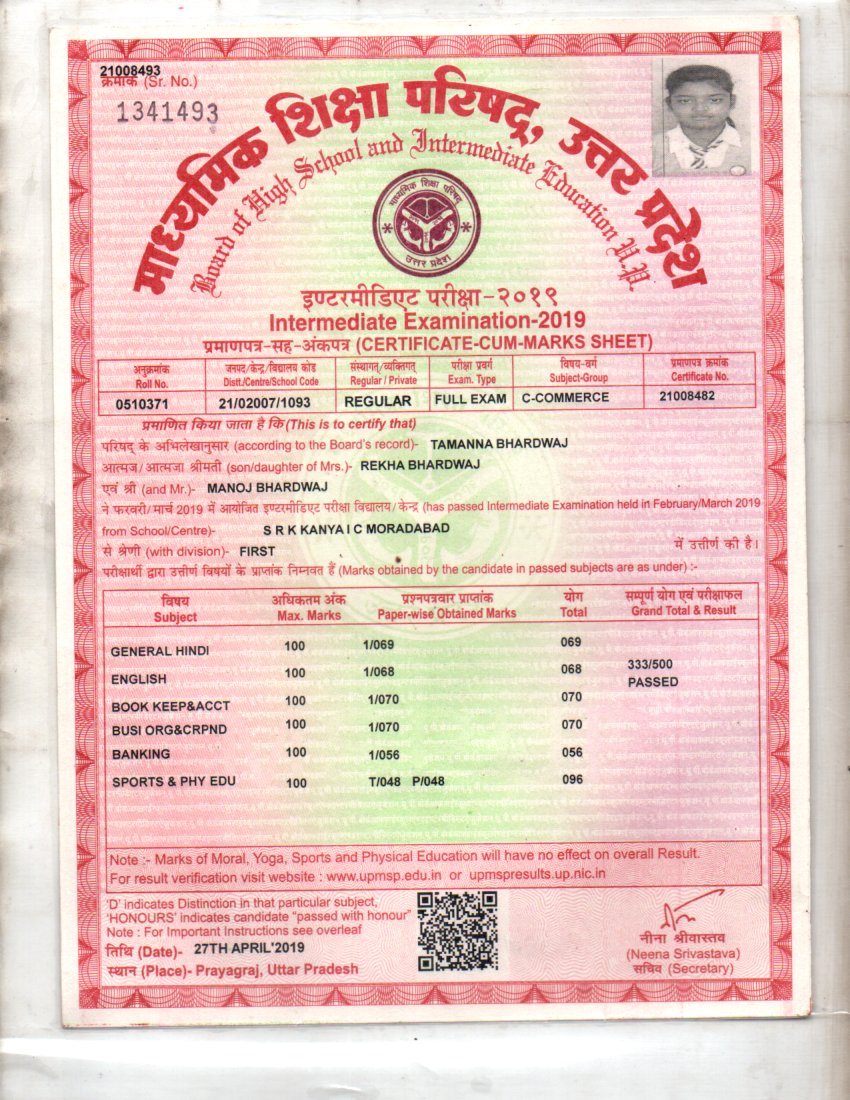 21008493
क्रमांक (Sr. No.)
1341493
माध्यमिक शिक्षा परिषद्, उत्तर प्रदेश
Board of High School and Intermediate Education U.P.
माध्यमिक शिक्षा परिषद्
उत्तर प्रदेश
इण्टरमीडिएट परीक्षा-२०१९
Intermediate Examination-2019
प्रमाणपत्र-सह-अंकपत्र (CERTIFICATE-CUM-MARKS SHEET)
अनुक्रमांक जनपद/केन्द्र/विद्यालय कोड संस्थागत्/व्यक्तिगत् परीक्षा प्रवर्ग विषय-वर्ग प्रमाणपत्र क्रमांक
Roll No. Distt./Centre/School Code Regular / Private Exam. Type Subject-Group Certificate No.
0510371 21/02007/1093 REGULAR FULL EXAM C-COMMERCE 21008482
प्रमाणित किया जाता है कि (This is to certify that)
परिषद् के अभिलेखानुसार (according to the Board's record)- TAMANNA BHARDWAJ
आत्मज/आत्मजा श्रीमती (son/daughter of Mrs.)- REKHA BHARDWAJ
एवं श्री (and Mr.)- MANOJ BHARDWAJ
ने फरवरी/मार्च 2019 में आयोजित इण्टरमीडिएट परीक्षा विद्यालय/केन्द्र (has passed Intermediate Examination held in February/March 2019
from School/Centre)- S R K KANYA I C MORADABAD
से श्रेणी (with division)- FIRST में उत्तीर्ण की है।
परीक्षार्थी द्वारा उत्तीर्ण विषयों के प्राप्तांक निम्नवत हैं (Marks obtained by the candidate in passed subjects are as under) :-
विषय अधिकतम अंक प्रश्नपत्रवार प्राप्तांक योग सम्पूर्ण योग एवं परीक्षाफल
Subject Max. Marks Paper-wise Obtained Marks Total Grand Total & Result
GENERAL HINDI 100 1/069 069
ENGLISH 100 1/068 068 333/500
PASSED
BOOK KEEP&ACCT 100 1/070 070
BUSI ORG&CRPND 100 1/070 070
BANKING 100 1/056 056
SPORTS & PHY EDU 100 T/048 P/048 096
Note :- Marks of Moral, Yoga, Sports and Physical Education will have no effect on overall Result.
For result verification visit website : www.upmsp.edu.in or upmspresults.up.nic.in
'D' indicates Distinction in that particular subject,
'HONOURS' indicates candidate "passed with honour"
Note : For Important Instructions see overleaf
तिथि (Date)- 27TH APRIL'2019
स्थान (Place)- Prayagraj, Uttar Pradesh
नीना श्रीवास्तव
(Neena Srivastava)
सचिव (Secretary)